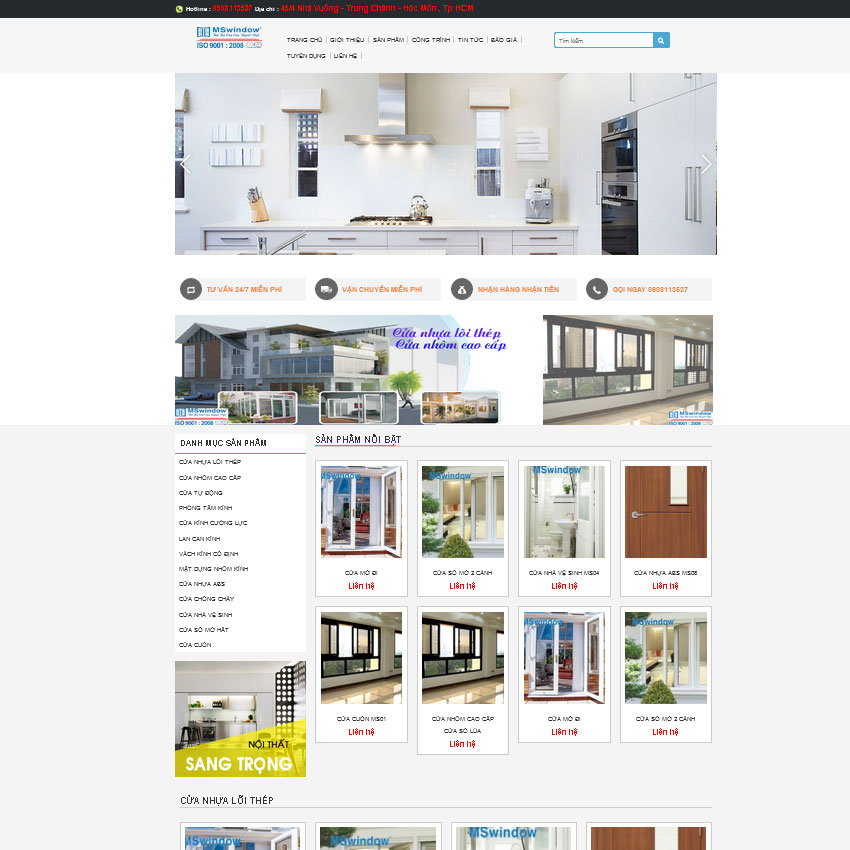 Hotline : 0908113527 Địa chỉ : 45/4 Nhà Vuông - Trung Chánh - Hóc Môn , Tp.HCM
MSwindow
ISO 9001 : 2008
TRANG CHỦ | GIỚI THIỆU | SẢN PHẨM | CÔNG TRÌNH | TIN TỨC | BÁO GIÁ |
Tìm kiếm
TUYỂN DỤNG | LIÊN HỆ |
TƯ VẤN 24/7 MIỄN PHÍ
VẬN CHUYỂN MIỄN PHÍ
NHẬN HÀNG NHẬN TIỀN
GỌI NGAY 0908113527
Cửa nhựa lõi thép
Cửa nhôm cao cấp
MSwindow
ISO 9001 : 2008
MSwindow
ISO 9001 : 2008
DANH MỤC SẢN PHẨM
CỬA NHỰA LÕI THÉP
CỬA NHÔM CAO CẤP
CỬA TỰ ĐỘNG
PHÒNG TẮM KÍNH
CỬA KÍNH CƯỜNG LỰC
LAN CAN KÍNH
VÁCH KÍNH CỐ ĐỊNH
MẶT DỰNG NHÔM KÍNH
CỬA NHỰA ABS
CỬA CHỐNG CHÁY
CỬA NHÀ VỆ SINH
CỬA SỔ MỞ HẤT
CỬA CUỐN
NỘI THẤT
SANG TRỌNG
SẢN PHẨM NỔI BẬT
MSwindow
MSwindow
MSwindow
CỬA MỞ ĐI
Liên hệ
CỬA SỔ MỞ 2 CÁNH
Liên hệ
CỬA NHÀ VỆ SINH MS04
Liên hệ
CỬA NHỰA ABS MS05
Liên hệ
MSwindow
MSwindow
CỬA CUỐN MS01
Liên hệ
CỬA NHÔM CAO CẤP
CỬA SỔ LÙA
Liên hệ
CỬA MỞ ĐI
Liên hệ
CỬA SỔ MỞ 2 CÁNH
Liên hệ
CỬA NHỰA LÕI THÉP
MSwindow
MSwindow
MSwindow